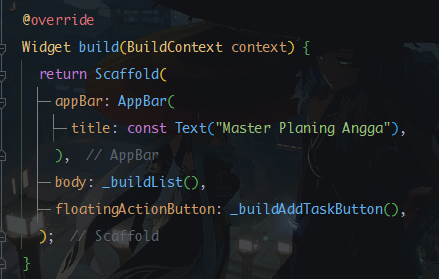 @override
Widget build(BuildContext context) {
return Scaffold(
appBar: AppBar(
title: const Text("Master Planing Angga"),
), // AppBar
body: _buildList(),
floatingActionButton: _buildAddTaskButton(),
); // Scaffold
}